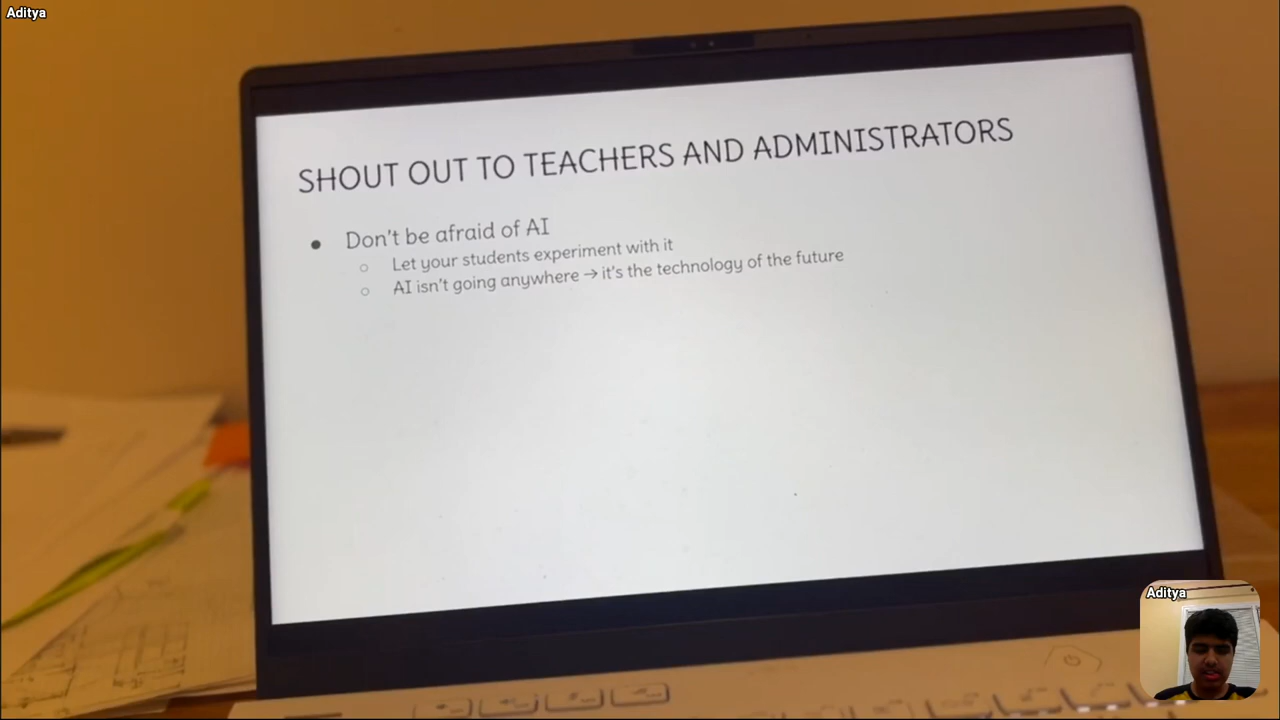 Aditya
SHOUT OUT TO TEACHERS AND ADMINISTRATORS
● Don't be afraid of AI
○ Let your students experiment with it
○ AI isn't going anywhere → it's the technology of the future
Aditya